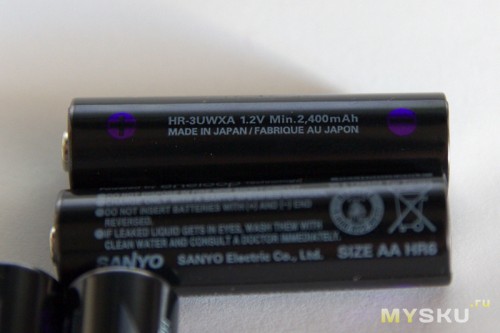 HR-3UWXA 1.2V Min.2,400mAh
MADE IN JAPAN / FABRIQUE AU JAPON
●DO NOT INSERT BATTERIES WITH (+) AND (-) END
REVERSED.
●IF LEAKED LIQUID GETS IN EYES, WASH THEM WITH
CLEAN WATER AND CONSULT A DOCTOR IMMEDIATELY.
SANYO SANYO Electric Co., Ltd. SIZE AA HR6
MYSKU.ru